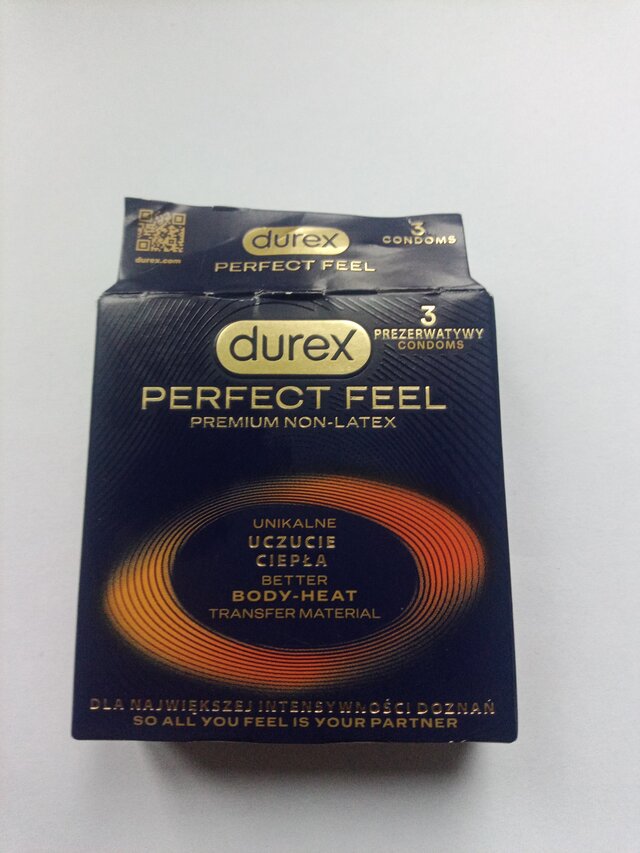 durex
3
CONDOMS
durex.com
PERFECT FEEL
durex
3
PREZERWATYWY
CONDOMS
PERFECT FEEL
PREMIUM NON-LATEX
UNIKALNE
UCZUCIE
CIEPŁA
BETTER
BODY-HEAT
TRANSFER MATERIAL
DLA NAJWIĘKSZEJ INTENSYWNOŚCI DOZNAŃ
SO ALL YOU FEEL IS YOUR PARTNER